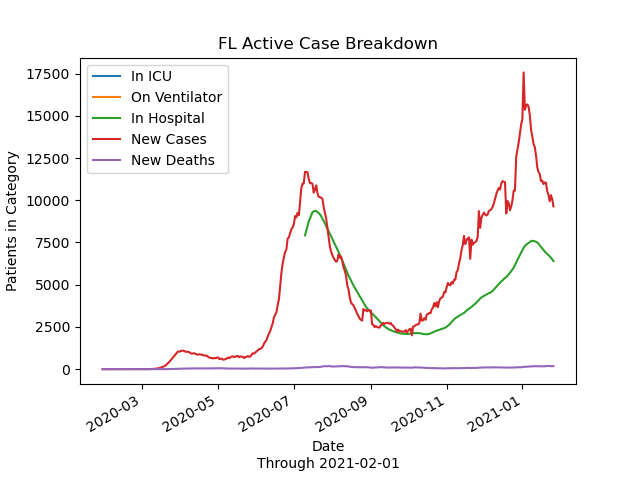 FL Active Case Breakdown
In ICU
On Ventilator
In Hospital
New Cases
New Deaths
Patients in Category
17500
15000
12500
10000
7500
5000
2500
0
2020-03
2020-05
2020-07
2020-09
2020-11
2021-01
Date
Through 2021-02-01